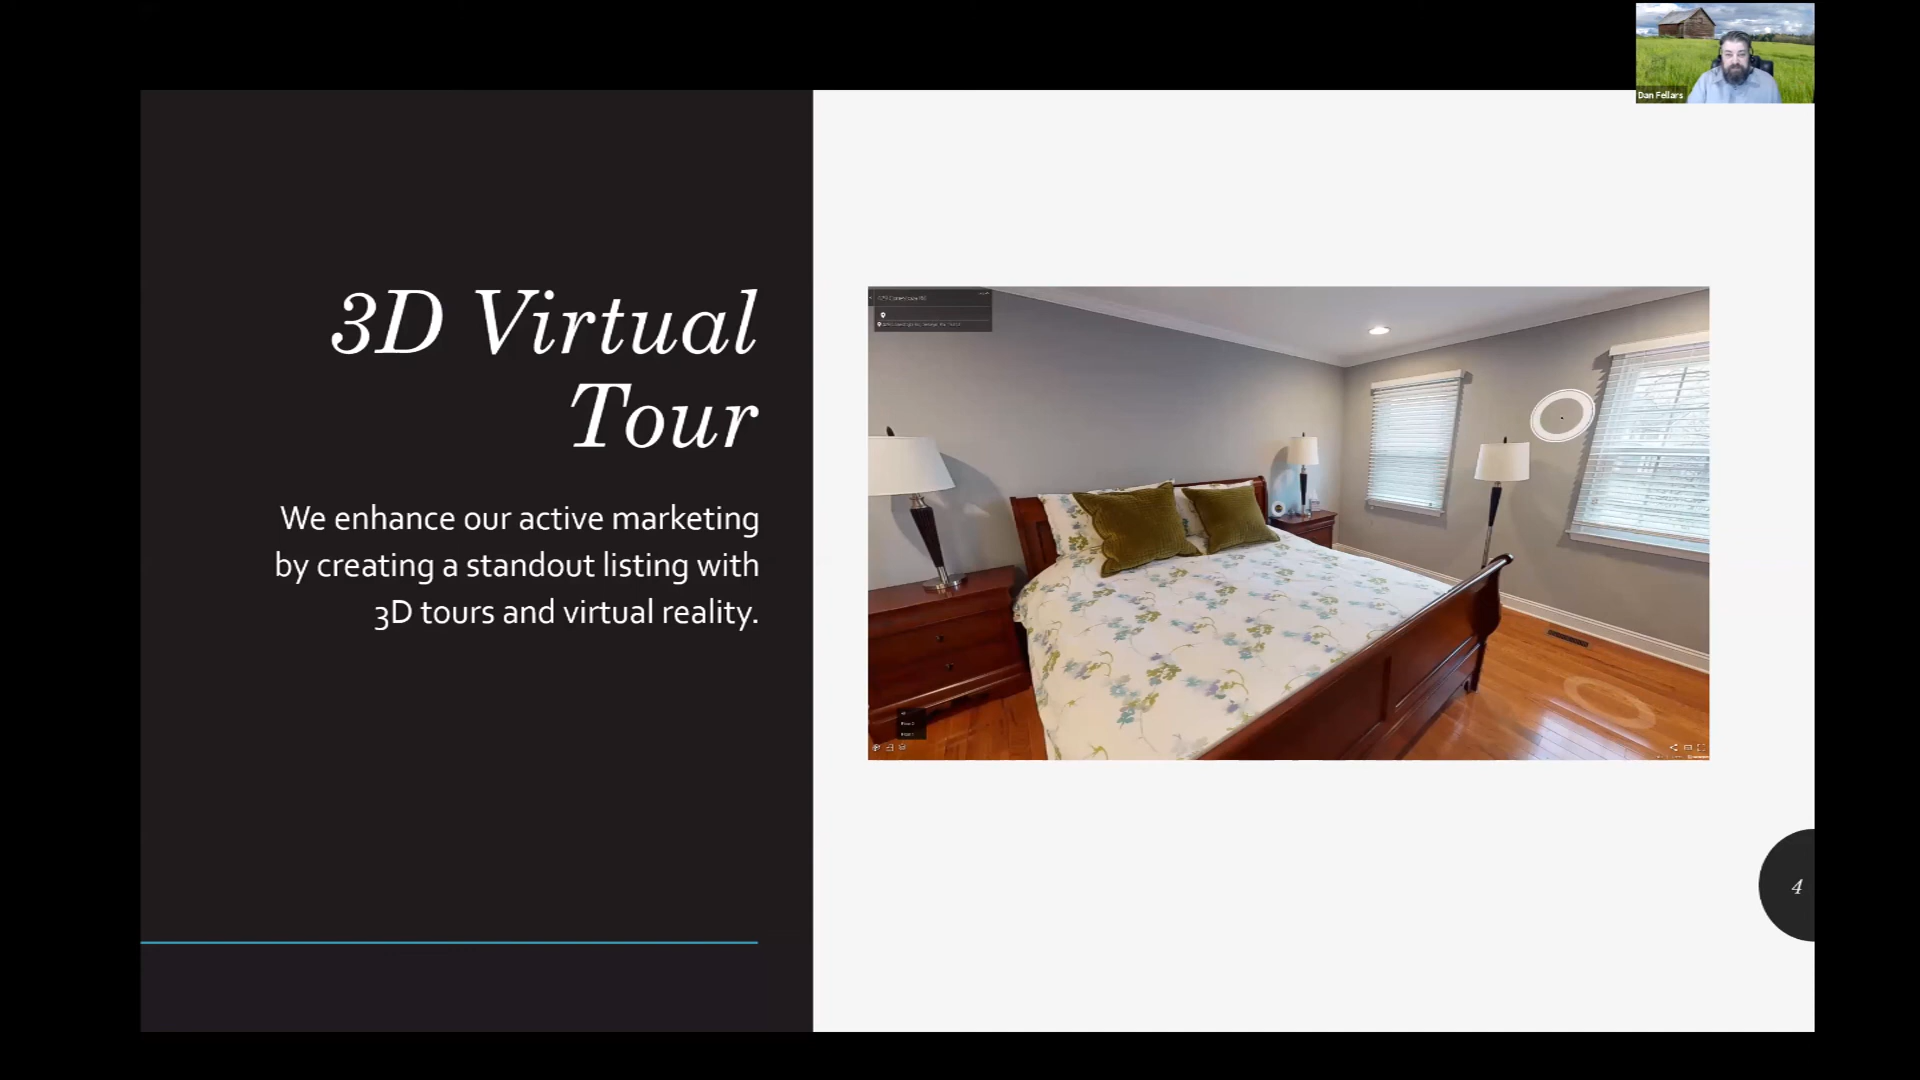 Dan Fellars
3D Virtual
Tour
We enhance our active marketing
by creating a standout listing with
3D tours and virtual reality.
4